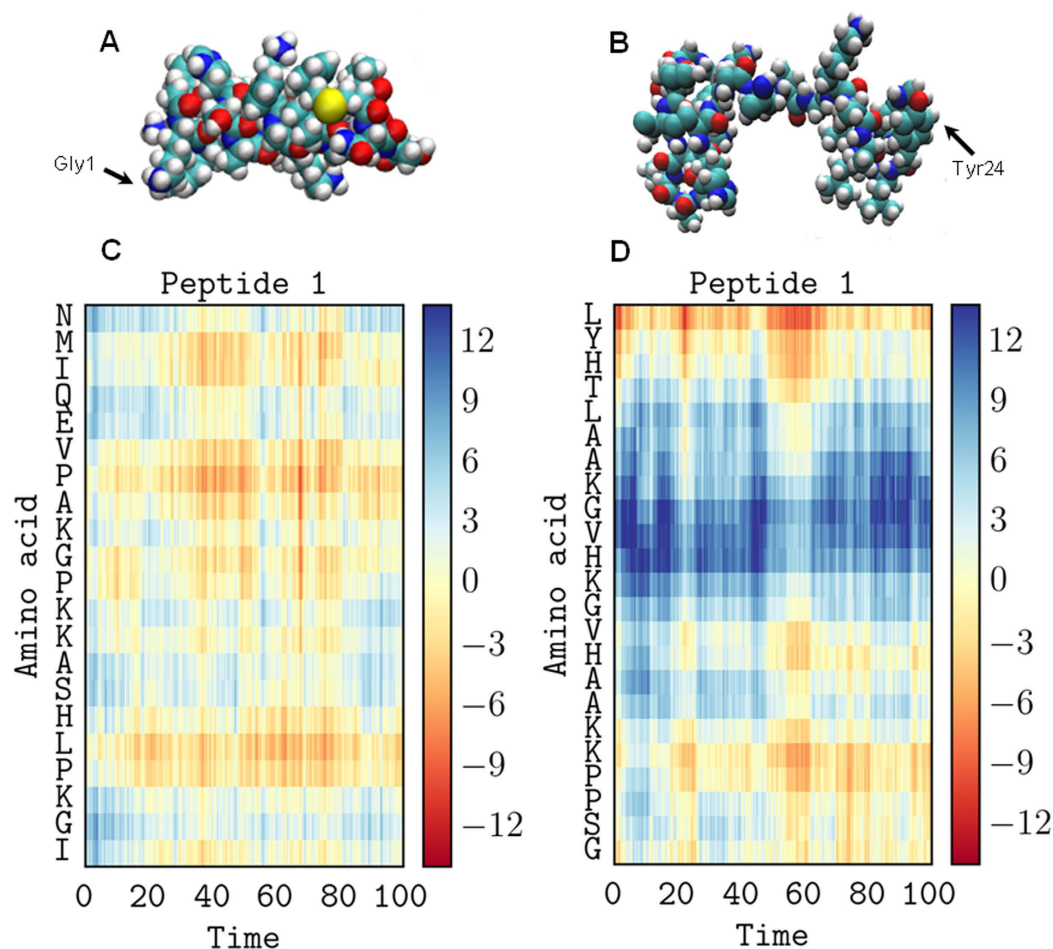 A
B
Gly1
Tyr24
C
D
Peptide 1
Peptide 1
N
M
I
Q
E
V
P
A
K
G
P
K
K
A
S
H
L
P
K
G
I
L
Y
H
T
L
A
A
K
G
V
H
K
G
V
H
A
A
K
K
P
P
S
G
12
9
6
3
0
−3
−6
−9
−12
12
9
6
3
0
−3
−6
−9
−12
Amino acid
Amino acid
0 20 40 60 80 100
0 20 40 60 80 100
Time
Time